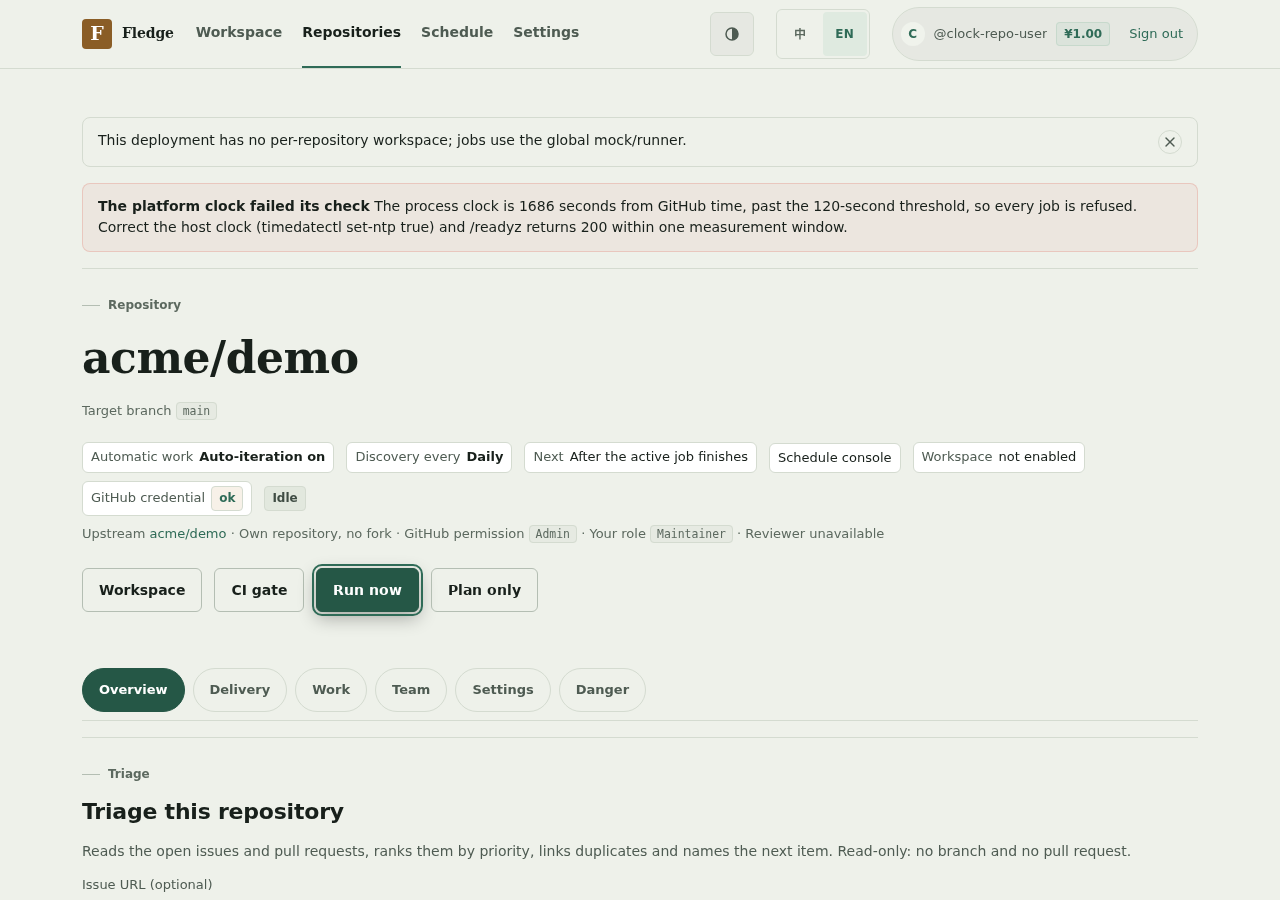 F Fledge Workspace Repositories Schedule Settings 中 EN C @clock-repo-user ¥1.00 Sign out
This deployment has no per-repository workspace; jobs use the global mock/runner.
The platform clock failed its check The process clock is 1686 seconds from GitHub time, past the 120-second threshold, so every job is refused.
Correct the host clock (timedatectl set-ntp true) and /readyz returns 200 within one measurement window.
Repository
acme/demo
Target branch main
Automatic work Auto-iteration on Discovery every Daily Next After the active job finishes Schedule console Workspace not enabled
GitHub credential ok Idle
Upstream acme/demo · Own repository, no fork · GitHub permission Admin · Your role Maintainer · Reviewer unavailable
Workspace CI gate Run now Plan only
Overview Delivery Work Team Settings Danger
Triage
Triage this repository
Reads the open issues and pull requests, ranks them by priority, links duplicates and names the next item. Read-only: no branch and no pull request.
Issue URL (optional)